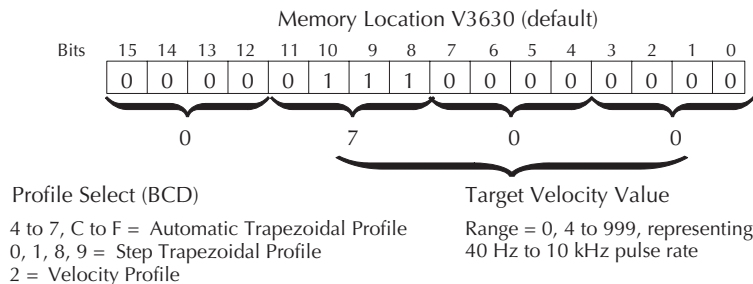 Memory Location V3630 (default)
Bits 15 14 13 12 11 10 9 8 7 6 5 4 3 2 1 0
0 0 0 0 0 1 1 1 0 0 0 0 0 0 0 0
0 7 0 0
Profile Select (BCD)
4 to 7, C to F = Automatic Trapezoidal Profile
0, 1, 8, 9 = Step Trapezoidal Profile
2 = Velocity Profile
Target Velocity Value
Range = 0, 4 to 999, representing
40 Hz to 10 kHz pulse rate